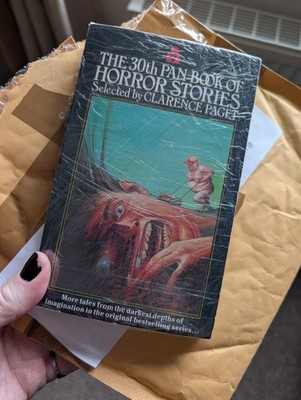 THE 30th PAN BOOK OF
HORROR STORIES
Selected by CLARENCE PAGET
More tales from the darkest depths of
imagination in the original bestselling series...